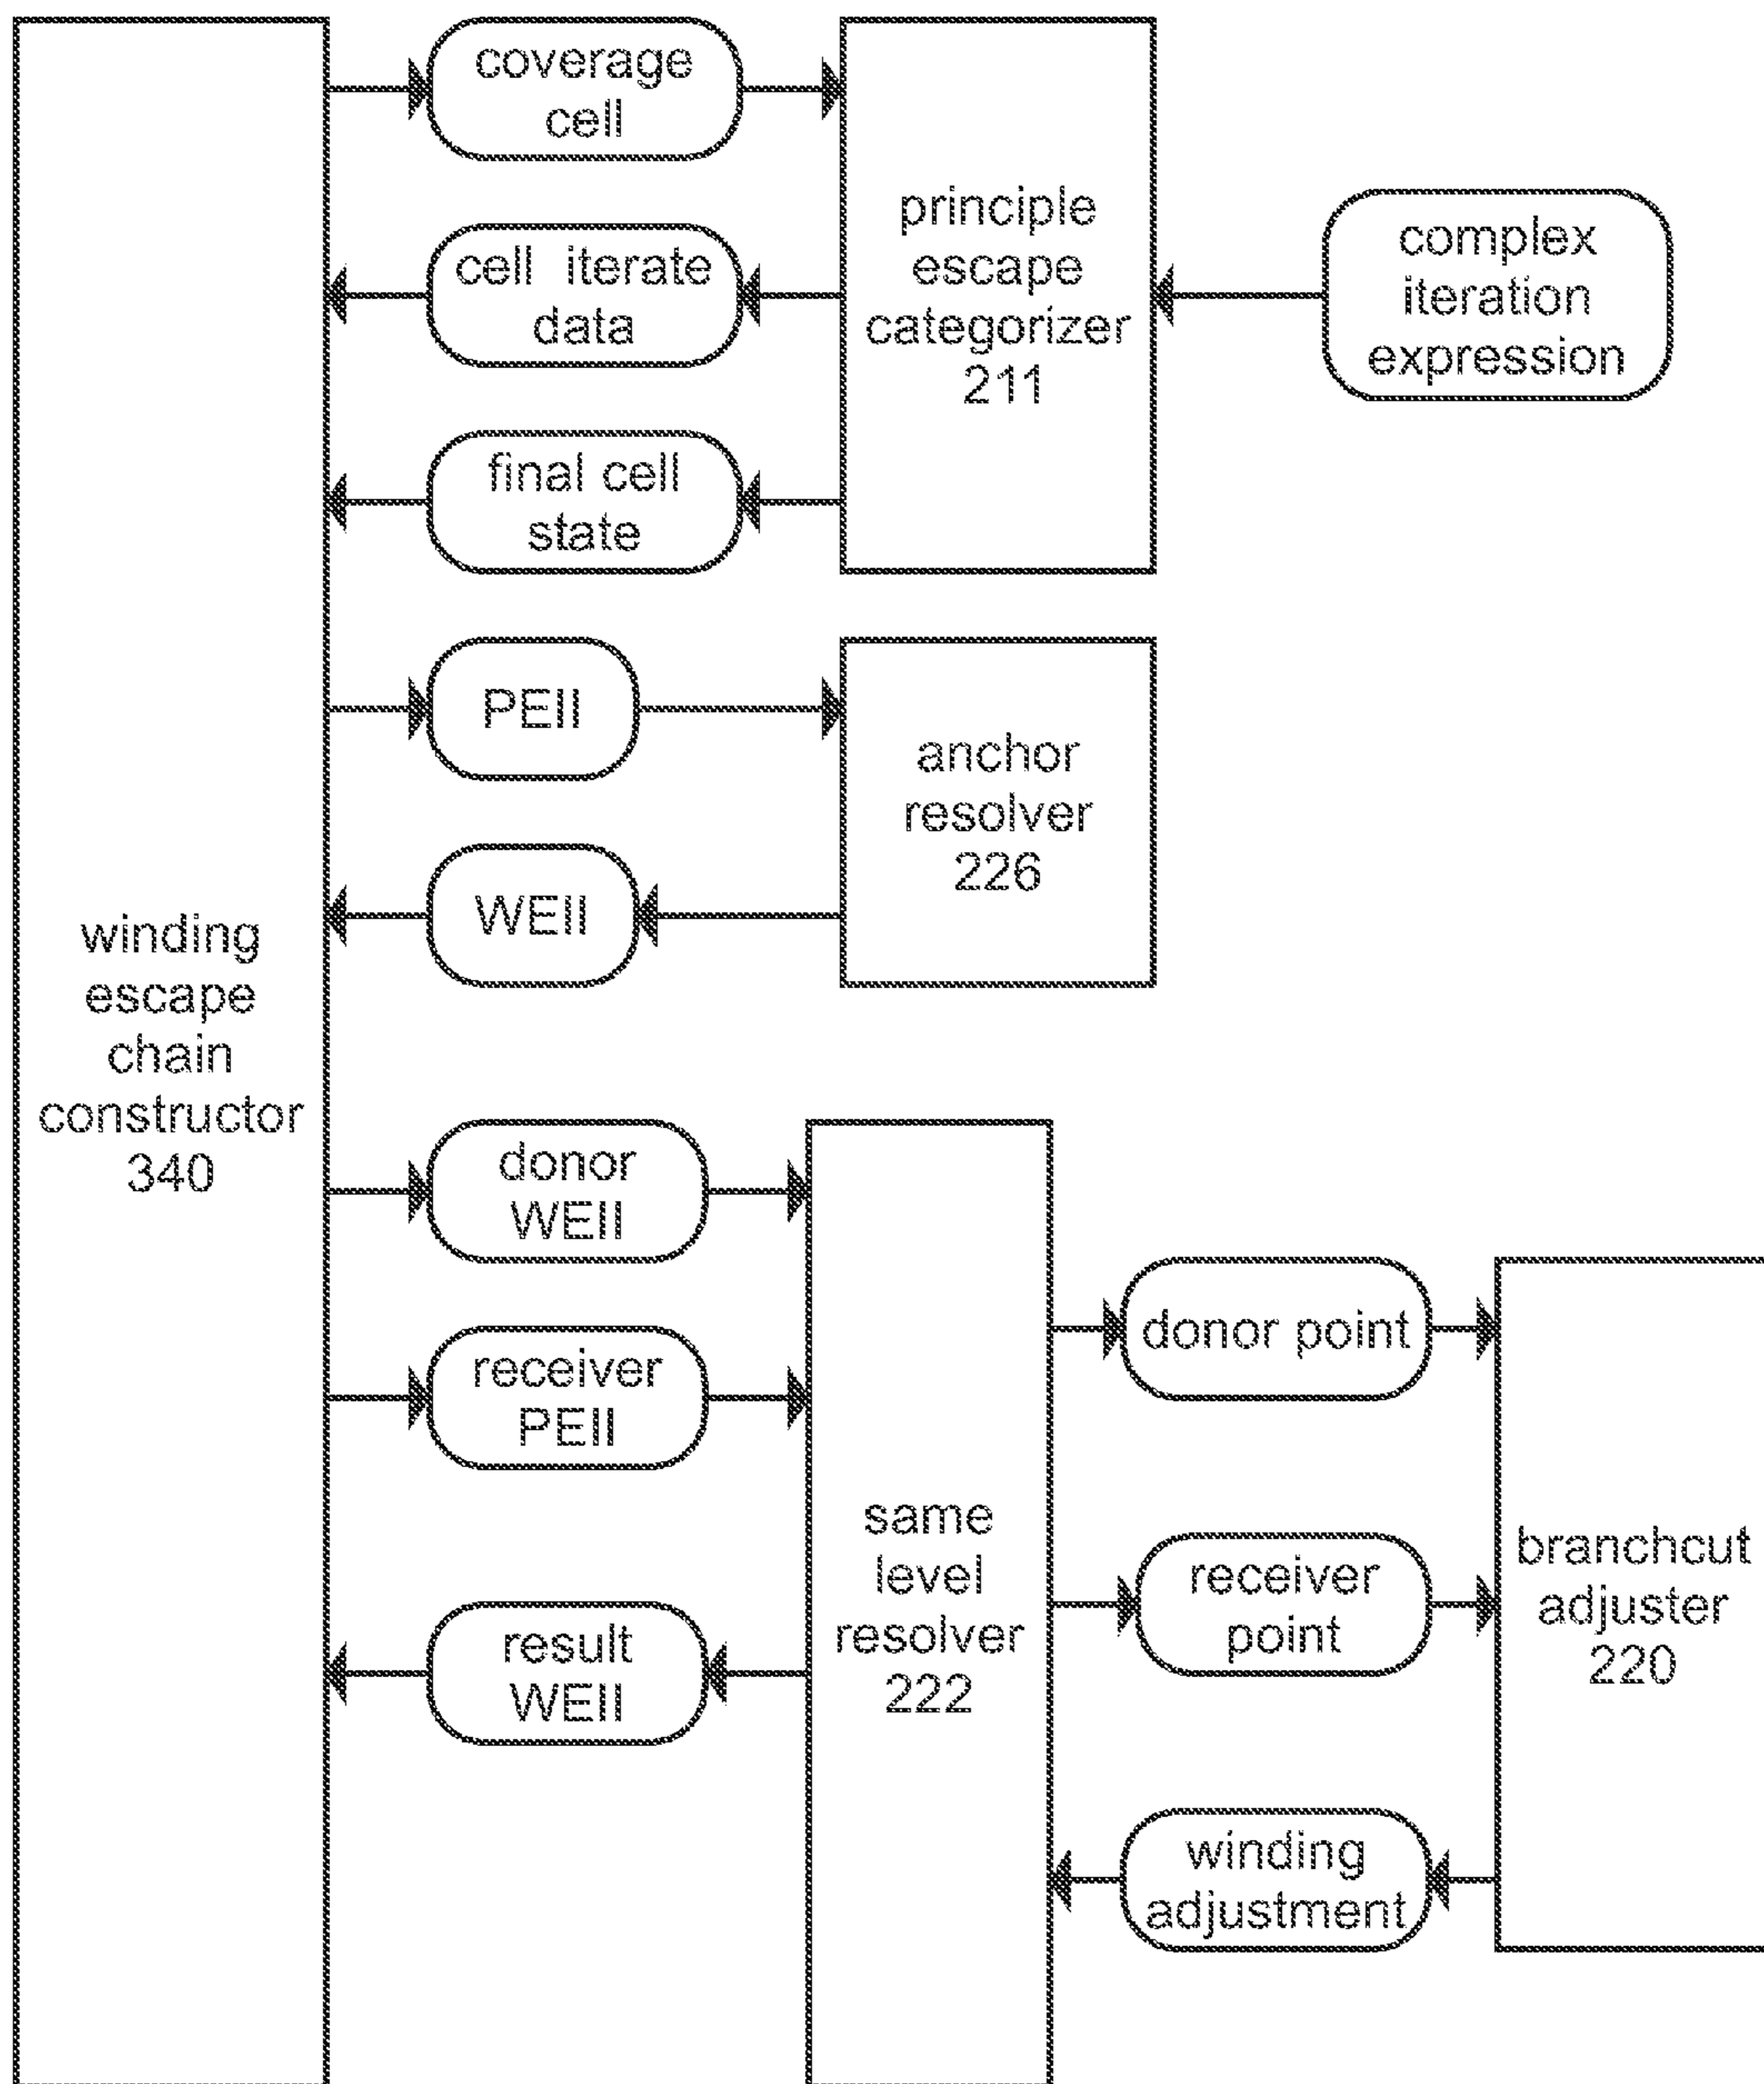 coverage
cell
cell iterate
data
final cell
state
principle
escape
categorizer
211
complex
iteration
expression
PEII
WEII
anchor
resolver
226
winding
escape
chain
constructor
340
donor
WEII
receiver
PEII
result
WEII
same
level
resolver
222
donor point
receiver
point
winding
adjustment
branchcut
adjuster
220